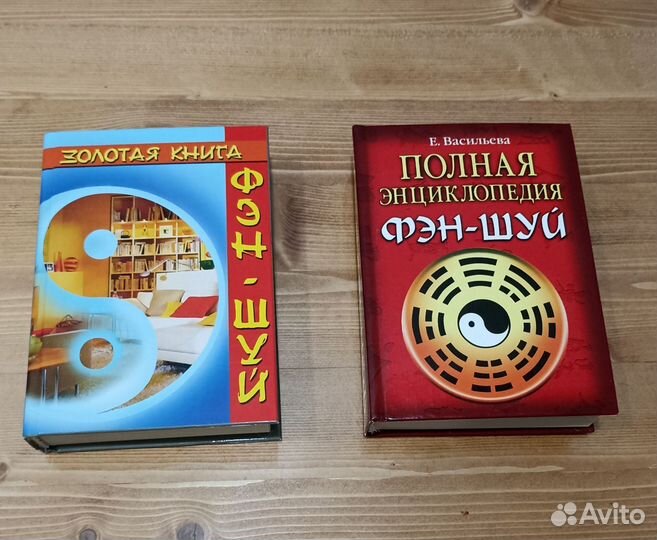 ЗОЛОТАЯ КНИГА
ФЭН-ШУЙ
Е. Васильева
ПОЛНАЯ
ЭНЦИКЛОПЕДИЯ
ФЭН-ШУЙ
Avito